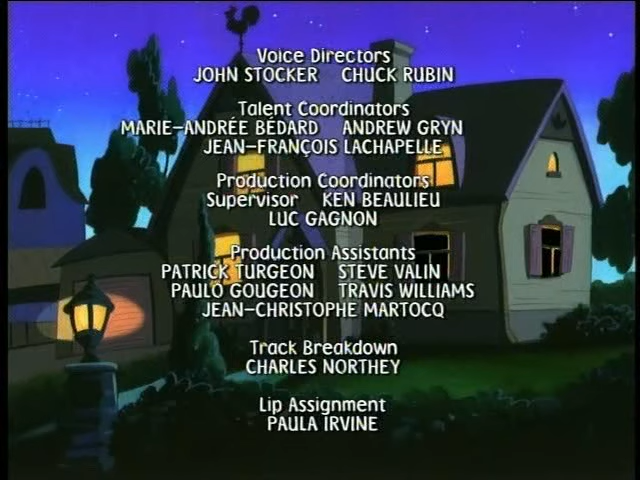 Voice Directors
JOHN STOCKER CHUCK RUBIN
Talent Coordinators
MARIE-ANDRÉE BÉDARD ANDREW GRYN
JEAN-FRANÇOIS LACHAPELLE
Production Coordinators
Supervisor KEN BEAULIEU
LUC GAGNON
Production Assistants
PATRICK TURGEON STEVE VALIN
PAULO GOUGEON TRAVIS WILLIAMS
JEAN-CHRISTOPHE MARTOCQ
Track Breakdown
CHARLES NORTHEY
Lip Assignment
PAULA IRVINE